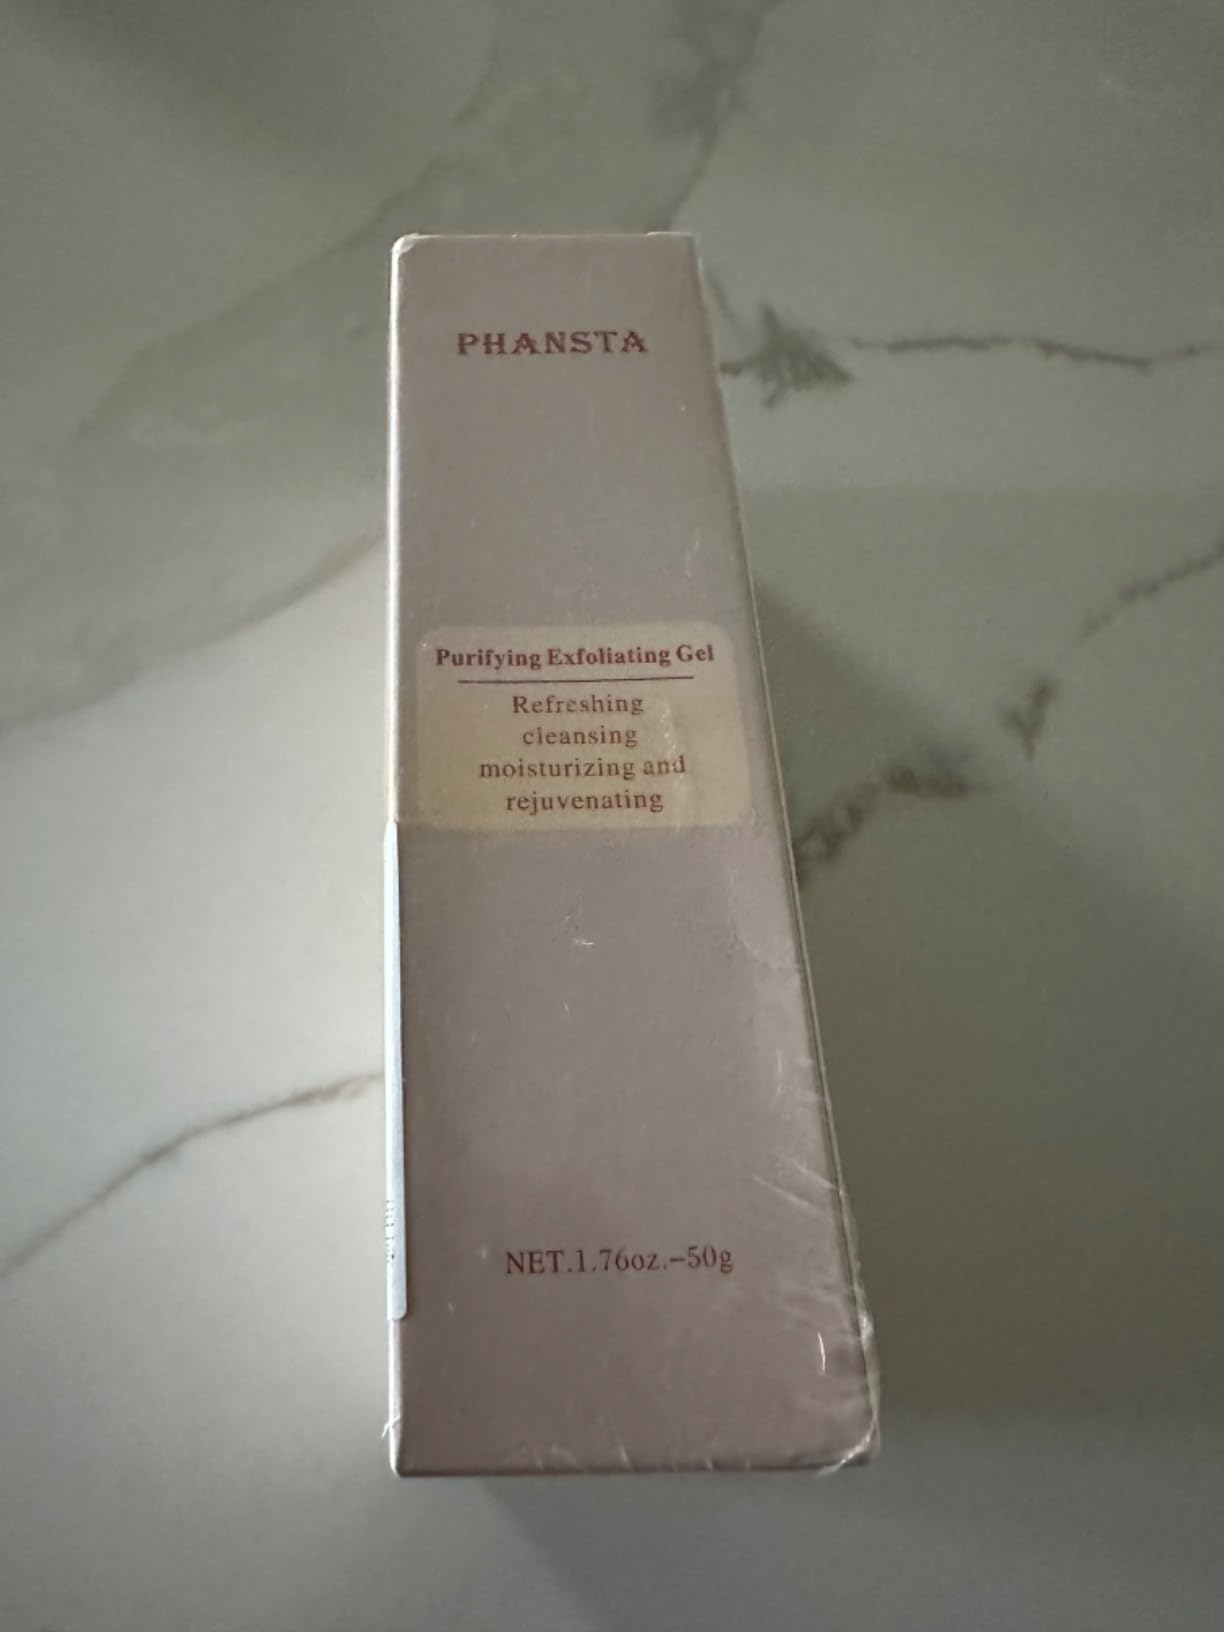 PHANSTA
Purifying Exfoliating Gel
Refreshing
cleansing
moisturizing and
rejuvenating
NET.1.76oz.-50g